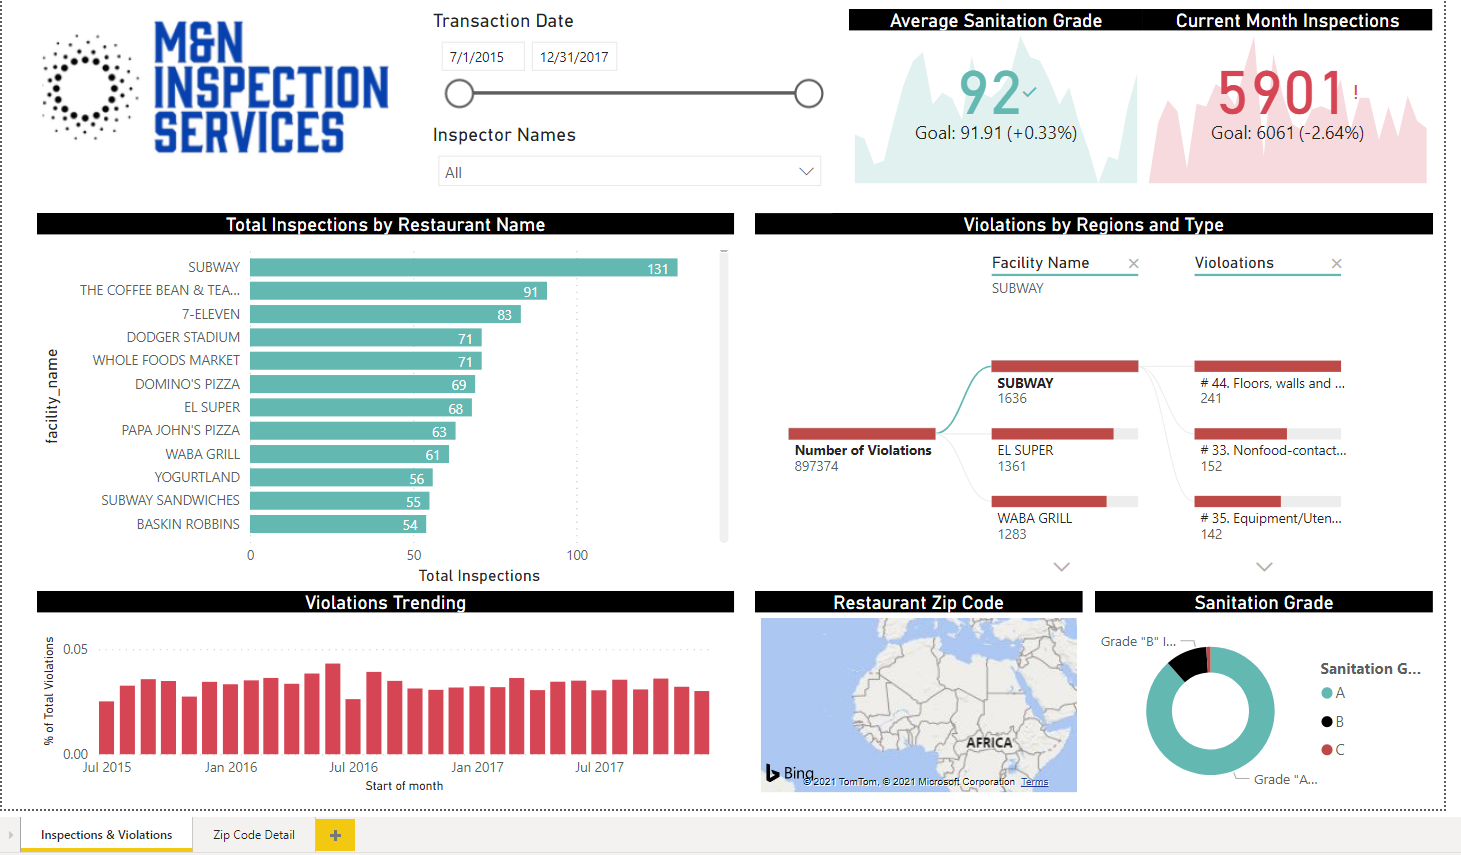 M&N
INSPECTION
SERVICES
Transaction Date
7/1/2015
12/31/2017
Inspector Names
All
Average Sanitation Grade
92
Goal: 91.91 (+0.33%)
Current Month Inspections
5901!
Goal: 6061 (-2.64%)
Total Inspections by Restaurant Name
facility_name
SUBWAY 131
THE COFFEE BEAN & TEA... 91
7-ELEVEN 83
DODGER STADIUM 71
WHOLE FOODS MARKET 71
DOMINO'S PIZZA 69
EL SUPER 68
PAPA JOHN'S PIZZA 63
WABA GRILL 61
YOGURTLAND 56
SUBWAY SANDWICHES 55
BASKIN ROBBINS 54
0 50 100
Total Inspections
Violations by Regions and Type
Facility Name
SUBWAY
Violoations
Number of Violations
897374
SUBWAY
1636
EL SUPER
1361
WABA GRILL
1283
# 44. Floors, walls and ...
241
# 33. Nonfood-contact...
152
# 35. Equipment/Uten...
142
Violations Trending
% of Total Violations
0.05
0.00
Jul 2015 Jan 2016 Jul 2016 Jan 2017 Jul 2017
Start of month
Restaurant Zip Code
AFRICA
Bing
© 2021 TomTom, © 2021 Microsoft Corporation Terms
Sanitation Grade
Grade "B" I...
Grade "A...
Sanitation G...
A
B
C
Inspections & Violations
Zip Code Detail
+